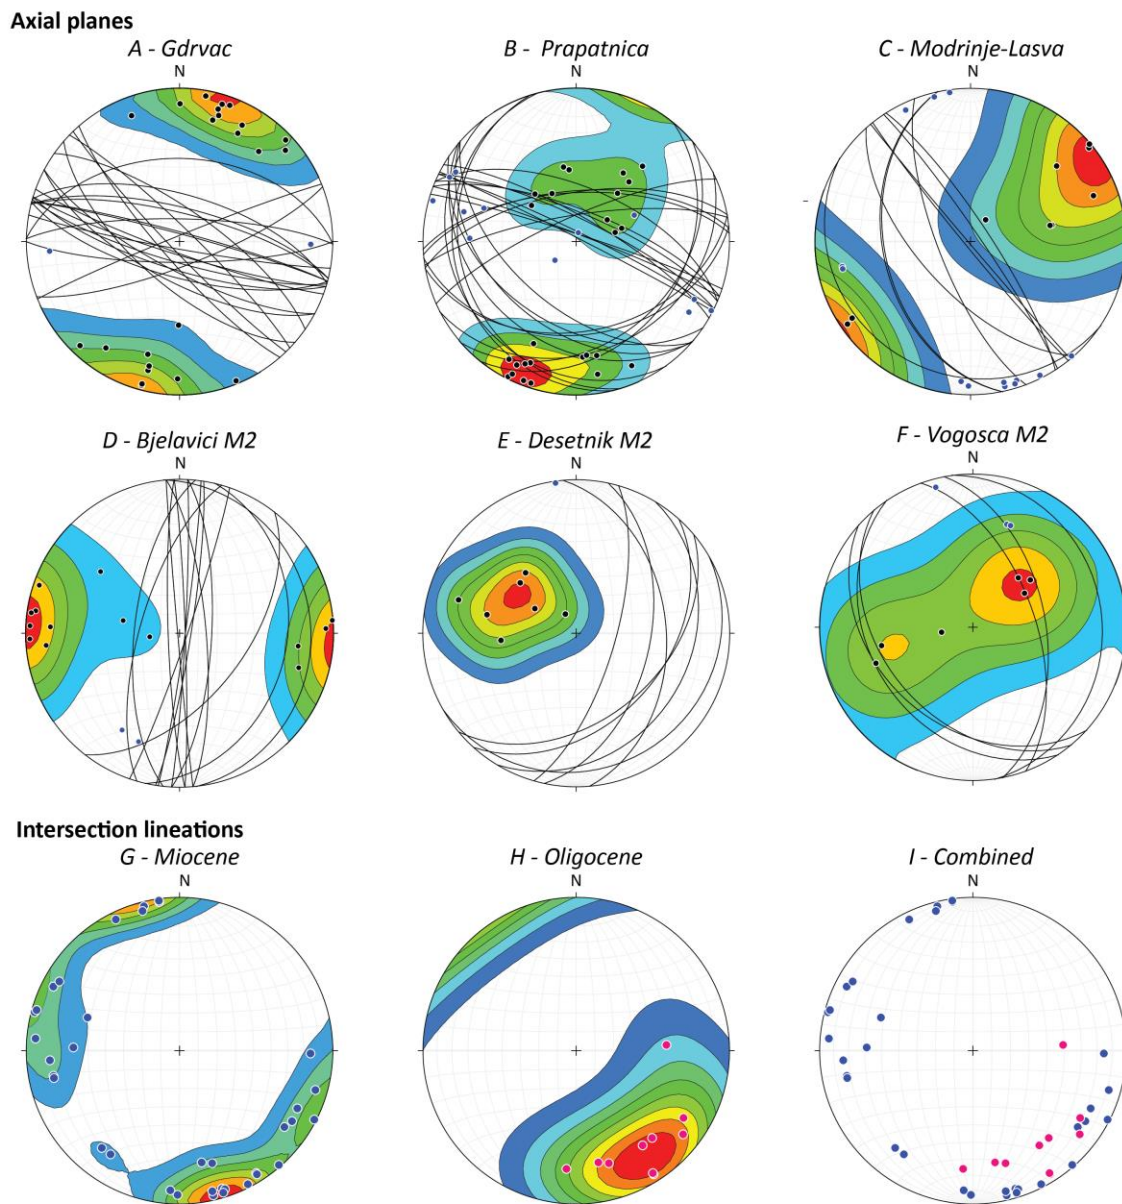 Axial planes
A - Gdrvac
B - Prapatnica
C - Modrinje-Lasva
N
N
N
D - Bjelavici M2
E - Desetnik M2
F - Vogosca M2
N
N
N
Intersection lineations
G - Miocene
H - Oligocene
I - Combined
N
N
N